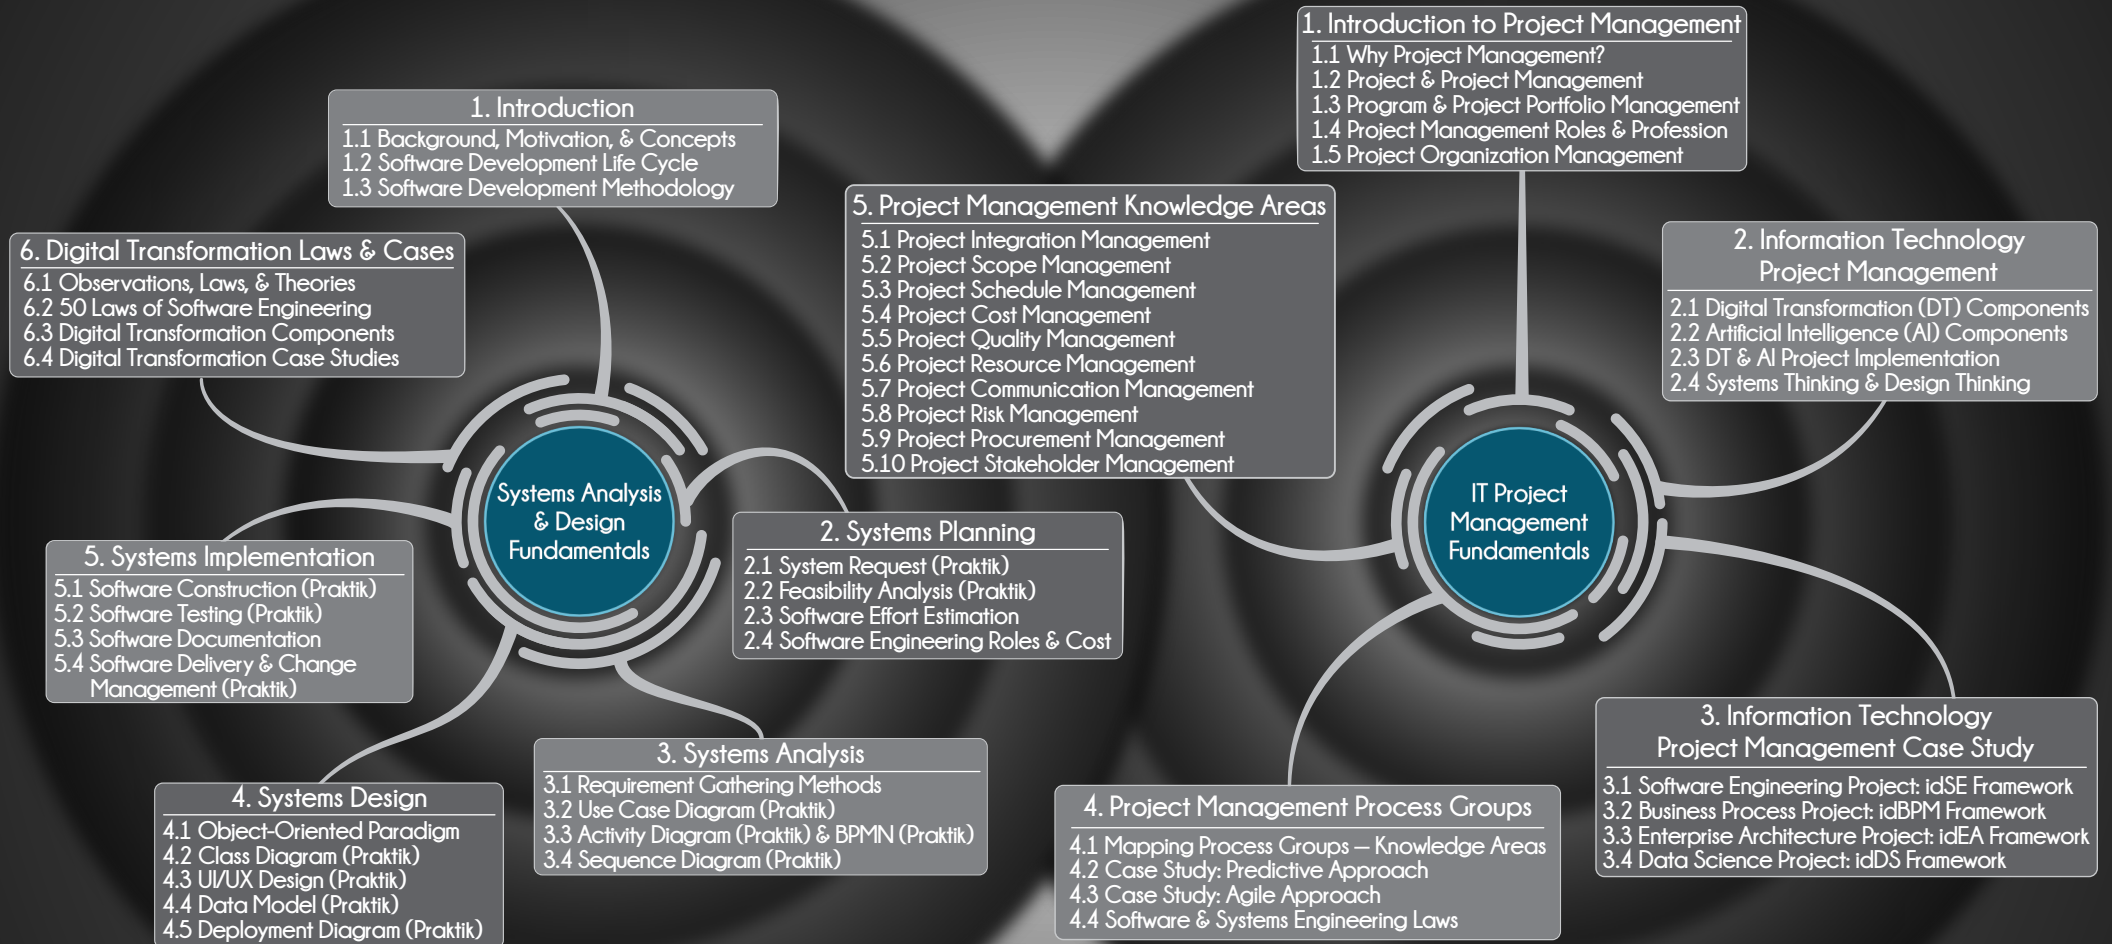 Systems Analysis
& Design
Fundamentals
1. Introduction
1.1 Background, Motivation, & Concepts
1.2 Software Development Life Cycle
1.3 Software Development Methodology
2. Systems Planning
2.1 System Request (Praktik)
2.2 Feasibility Analysis (Praktik)
2.3 Software Effort Estimation
2.4 Software Engineering Roles & Cost
3. Systems Analysis
3.1 Requirement Gathering Methods
3.2 Use Case Diagram (Praktik)
3.3 Activity Diagram (Praktik) & BPMN (Praktik)
3.4 Sequence Diagram (Praktik)
4. Systems Design
4.1 Object-Oriented Paradigm
4.2 Class Diagram (Praktik)
4.3 UI/UX Design (Praktik)
4.4 Data Model (Praktik)
4.5 Deployment Diagram (Praktik)
5. Systems Implementation
5.1 Software Construction (Praktik)
5.2 Software Testing (Praktik)
5.3 Software Documentation
5.4 Software Delivery & Change
Management (Praktik)
6. Digital Transformation Laws & Cases
6.1 Observations, Laws, & Theories
6.2 50 Laws of Software Engineering
6.3 Digital Transformation Components
6.4 Digital Transformation Case Studies
IT Project
Management
Fundamentals
1. Introduction to Project Management
1.1 Why Project Management?
1.2 Project & Project Management
1.3 Program & Project Portfolio Management
1.4 Project Management Roles & Profession
1.5 Project Organization Management
2. Information Technology
Project Management
2.1 Digital Transformation (DT) Components
2.2 Artificial Intelligence (AI) Components
2.3 DT & AI Project Implementation
2.4 Systems Thinking & Design Thinking
3. Information Technology
Project Management Case Study
3.1 Software Engineering Project: idSE Framework
3.2 Business Process Project: idBPM Framework
3.3 Enterprise Architecture Project: idEA Framework
3.4 Data Science Project: idDS Framework
4. Project Management Process Groups
4.1 Mapping Process Groups – Knowledge Areas
4.2 Case Study: Predictive Approach
4.3 Case Study: Agile Approach
4.4 Software & Systems Engineering Laws
5. Project Management Knowledge Areas
5.1 Project Integration Management
5.2 Project Scope Management
5.3 Project Schedule Management
5.4 Project Cost Management
5.5 Project Quality Management
5.6 Project Resource Management
5.7 Project Communication Management
5.8 Project Risk Management
5.9 Project Procurement Management
5.10 Project Stakeholder Management